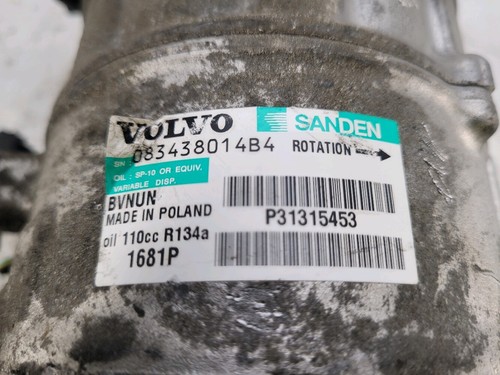 VOLVO SANDEN
S/N : 083438014B4 ROTATION
OIL : SP-10 OR EQUIV.
VARIABLE DISP.
BVNUN
MADE IN POLAND P31315453
oil 110cc R134a
1681P